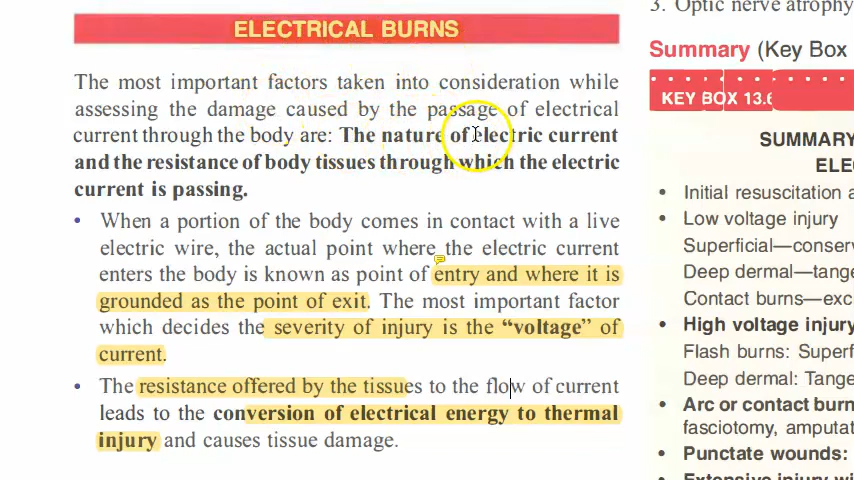 ELECTRICAL BURNS
The most important factors taken into consideration while
assessing the damage caused by the passage of electrical
current through the body are: The nature of electric current
and the resistance of body tissues through which the electric
current is passing.
• When a portion of the body comes in contact with a live
electric wire, the actual point where the electric current
enters the body is known as point of entry and where it is
grounded as the point of exit. The most important factor
which decides the severity of injury is the “voltage” of
current.
• The resistance offered by the tissues to the flow of current
leads to the conversion of electrical energy to thermal
injury and causes tissue damage.
3. Optic nerve atrophy
Summary (Key Box
KEY BOX 13.6
SUMMARY
ELE
• Initial resuscitation a
• Low voltage injury
Superficial—conserv
Deep dermal—tange
Contact burns—exc
• High voltage injury
Flash burns: Superf
Deep dermal: Tange
• Arc or contact burn
fasciotomy, amputat
• Punctate wounds:
• Extensive injury wi